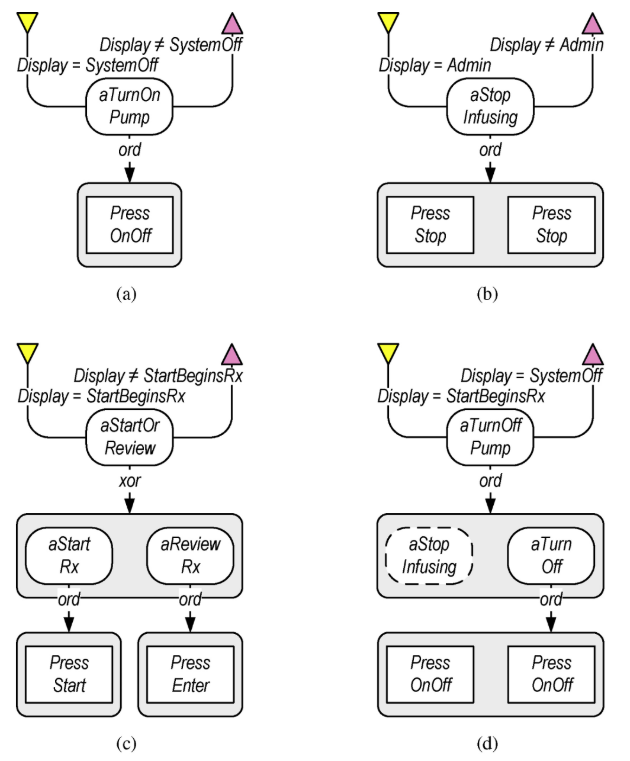 Display ≠ SystemOff
Display = SystemOff
aTurnOn
Pump
ord
Press
OnOff
(a)
Display ≠ Admin
Display = Admin
aStop
Infusing
ord
Press
Stop
Press
Stop
(b)
Display ≠ StartBeginsRx
Display = StartBeginsRx
aStartOr
Review
xor
aStart
Rx
aReview
Rx
ord
ord
Press
Start
Press
Enter
(c)
Display = SystemOff
Display = StartBeginsRx
aTurnOff
Pump
ord
aStop
Infusing
aTurn
Off
ord
Press
OnOff
Press
OnOff
(d)